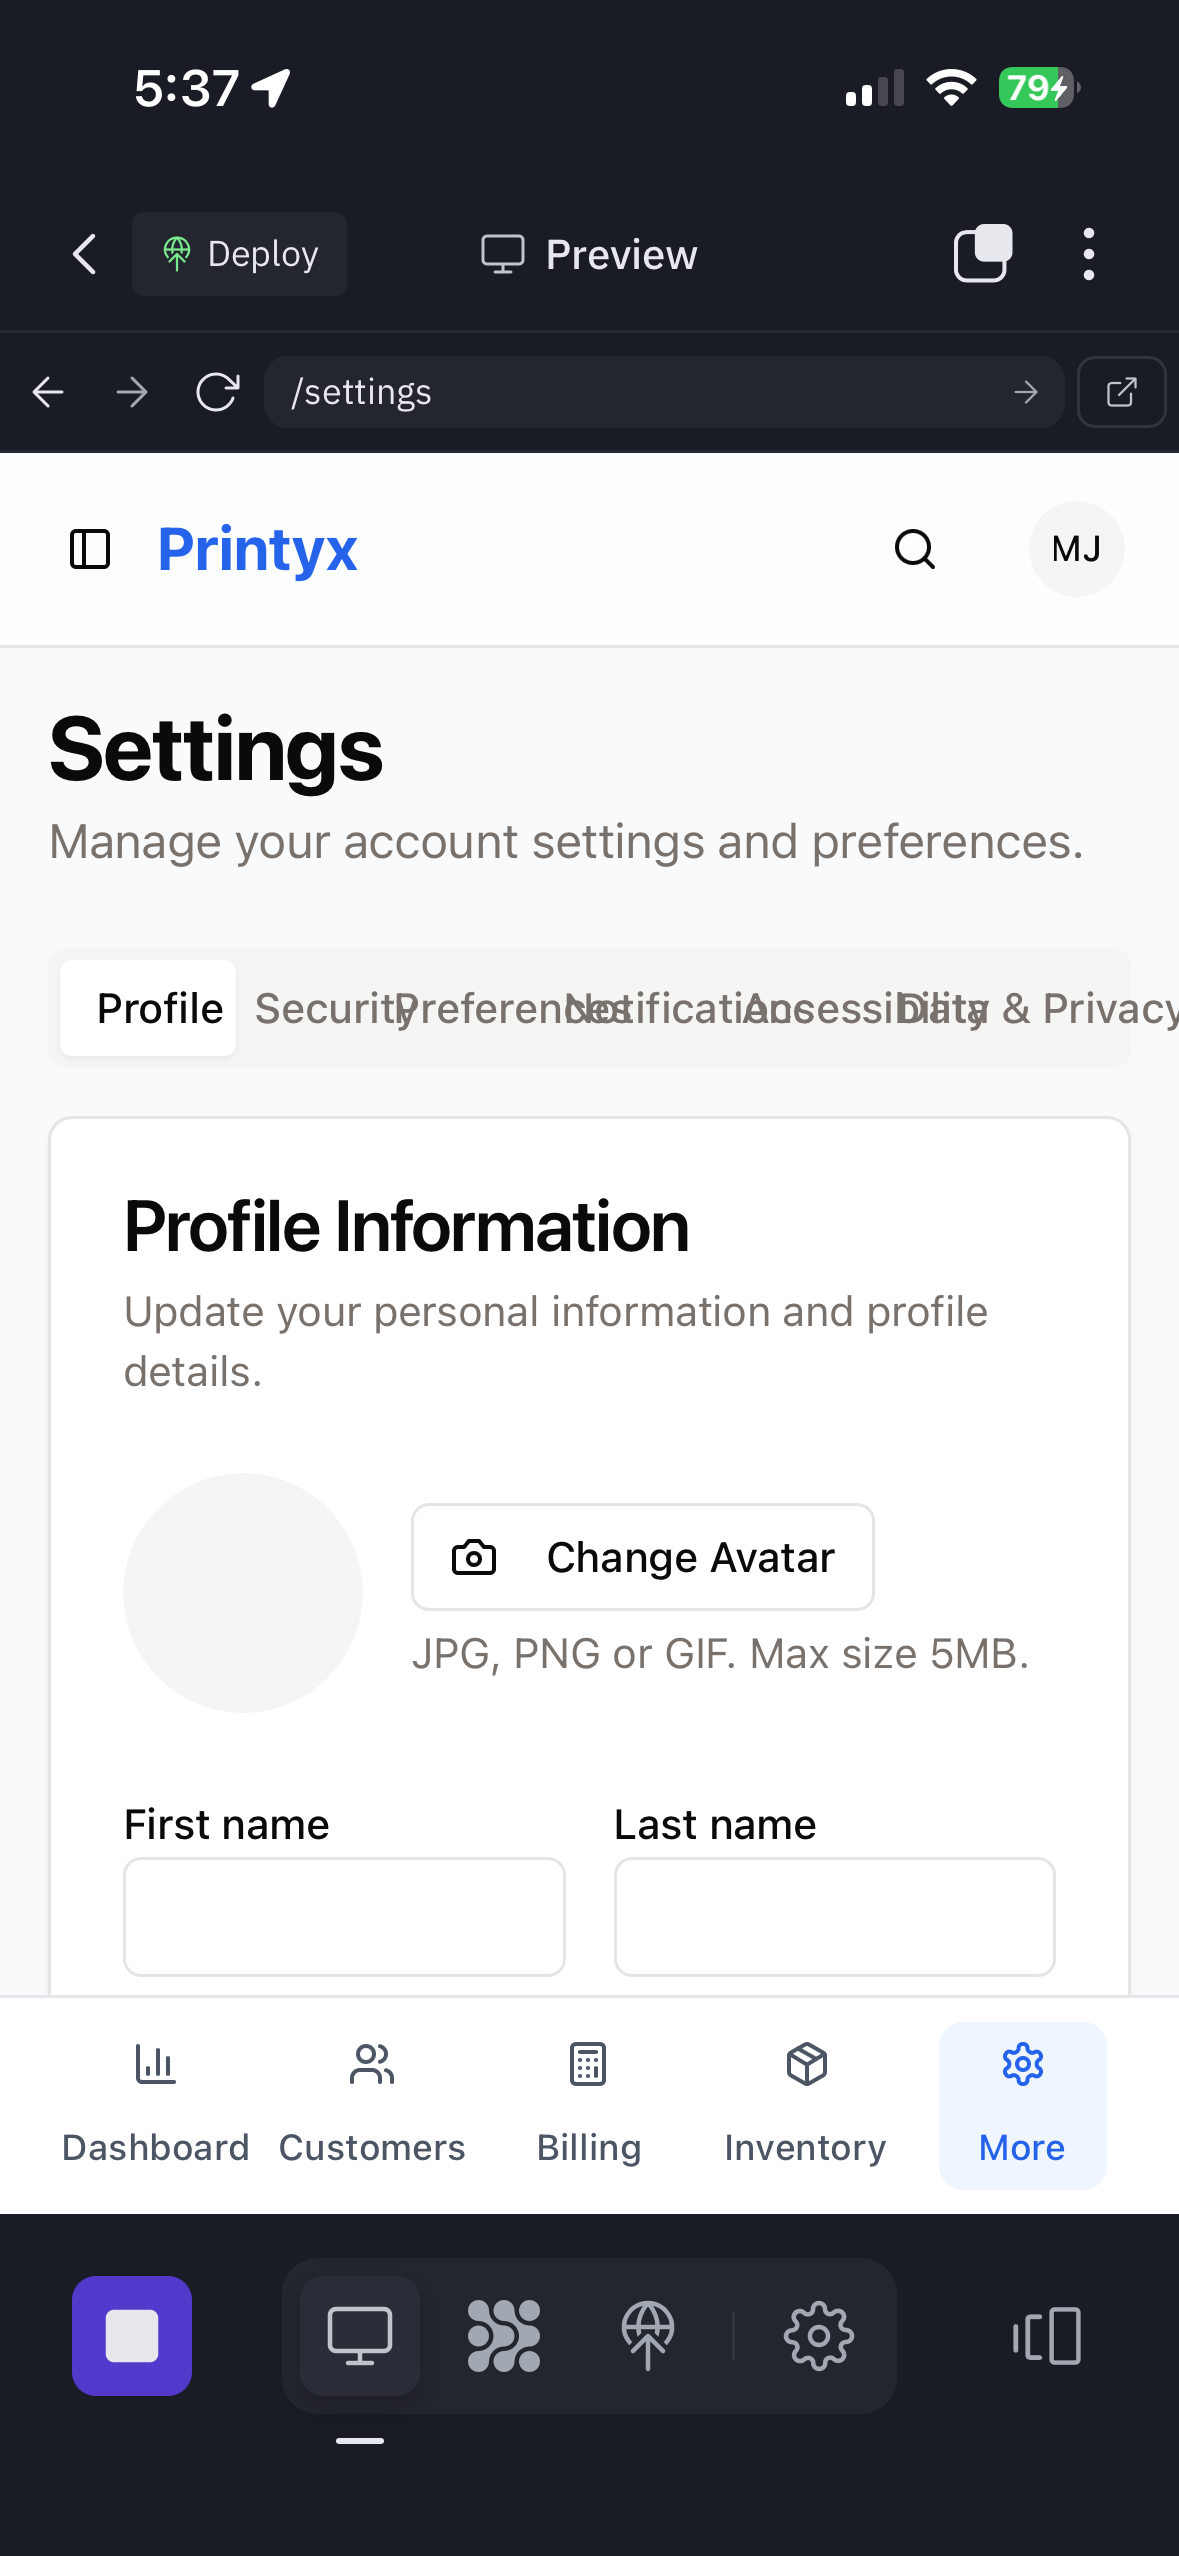 5:37
79
Deploy
Preview
/settings
Printyx
MJ
Settings
Manage your account settings and preferences.
Profile Security Preferences Notifications Accessibility Data & Privacy
Profile Information
Update your personal information and profile
details.
Change Avatar
JPG, PNG or GIF. Max size 5MB.
First name Last name
Dashboard Customers Billing Inventory More